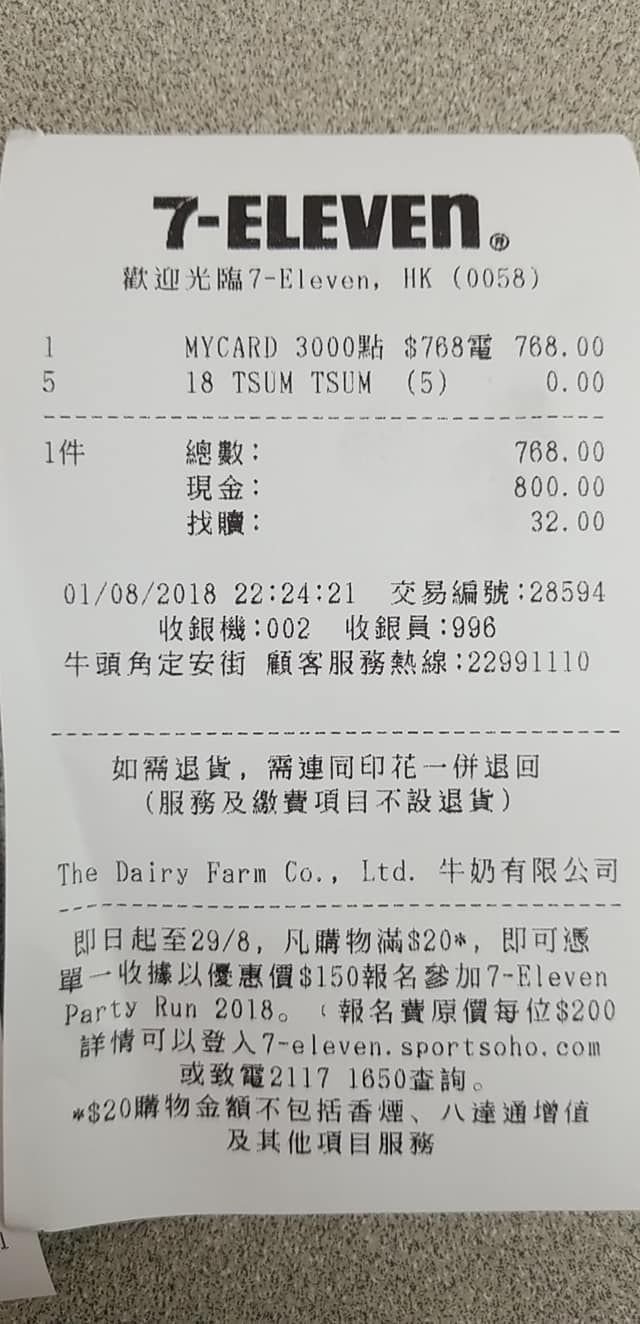 7-ELEVEN®
歡迎光臨7-Eleven, HK (0058)
1 MYCARD 3000點 $768電 768.00
5 18 TSUM TSUM (5) 0.00
1件 總數: 768.00
現金: 800.00
找贖: 32.00
01/08/2018 22:24:21 交易編號:28594
收銀機:002 收銀員:996
牛頭角定安街 顧客服務熱線:22991110
如需退貨, 需連同印花一併退回
(服務及繳費項目不設退貨)
The Dairy Farm Co., Ltd. 牛奶有限公司
即日起至29/8, 凡購物滿$20*, 即可憑
單一收據以優惠價$150報名參加7-Eleven
Party Run 2018。(報名費原價每位$200
詳情可以登入7-eleven.sportsoho.com
或致電2117 1650查詢。
*$20購物金額不包括香煙、八達通增值
及其他項目服務